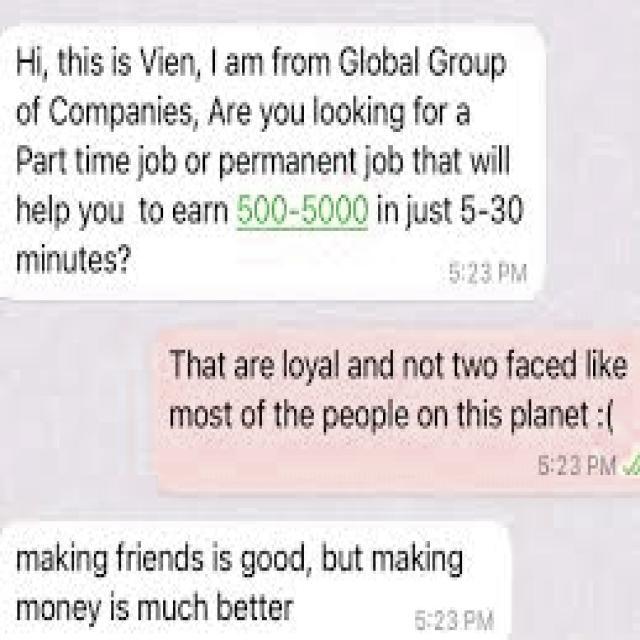 Hi, this is Vien, I am from Global Group
of Companies, Are you looking for a
Part time job or permanent job that will
help you  to earn 500-5000 in just 5-30
minutes?
5:23 PM
That are loyal and not two faced like
most of the people on this planet :(
5:23 PM
making friends is good, but making
money is much better
5:23 PM